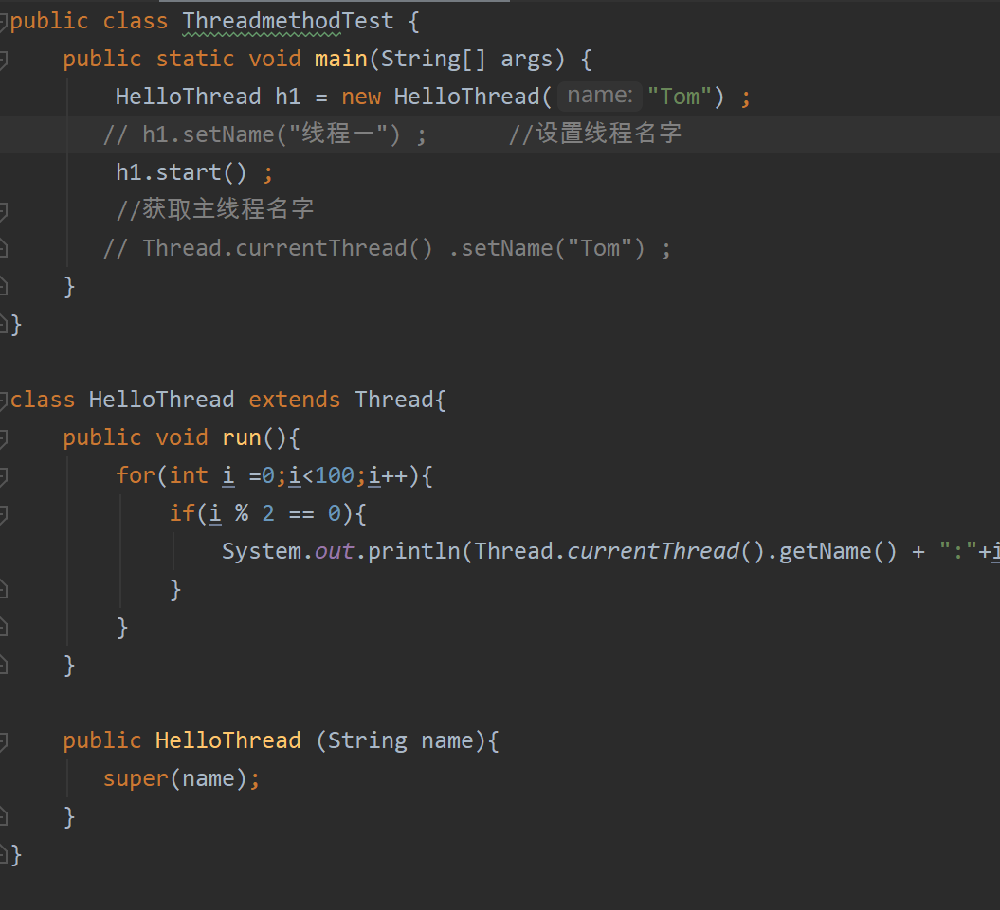 public class ThreadmethodTest {
    public static void main(String[] args) {
        HelloThread h1 = new HelloThread( name: "Tom") ;
       // h1.setName("线程一") ;      //设置线程名字
        h1.start() ;
        //获取主线程名字
       // Thread.currentThread() .setName("Tom") ;
    }
}
class HelloThread extends Thread{
    public void run(){
        for(int i =0;i<100;i++){
            if(i % 2 == 0){
                System.out.println(Thread.currentThread().getName() + ":"+i
            }
        }
    }
    public HelloThread (String name){
       super(name);
    }
}